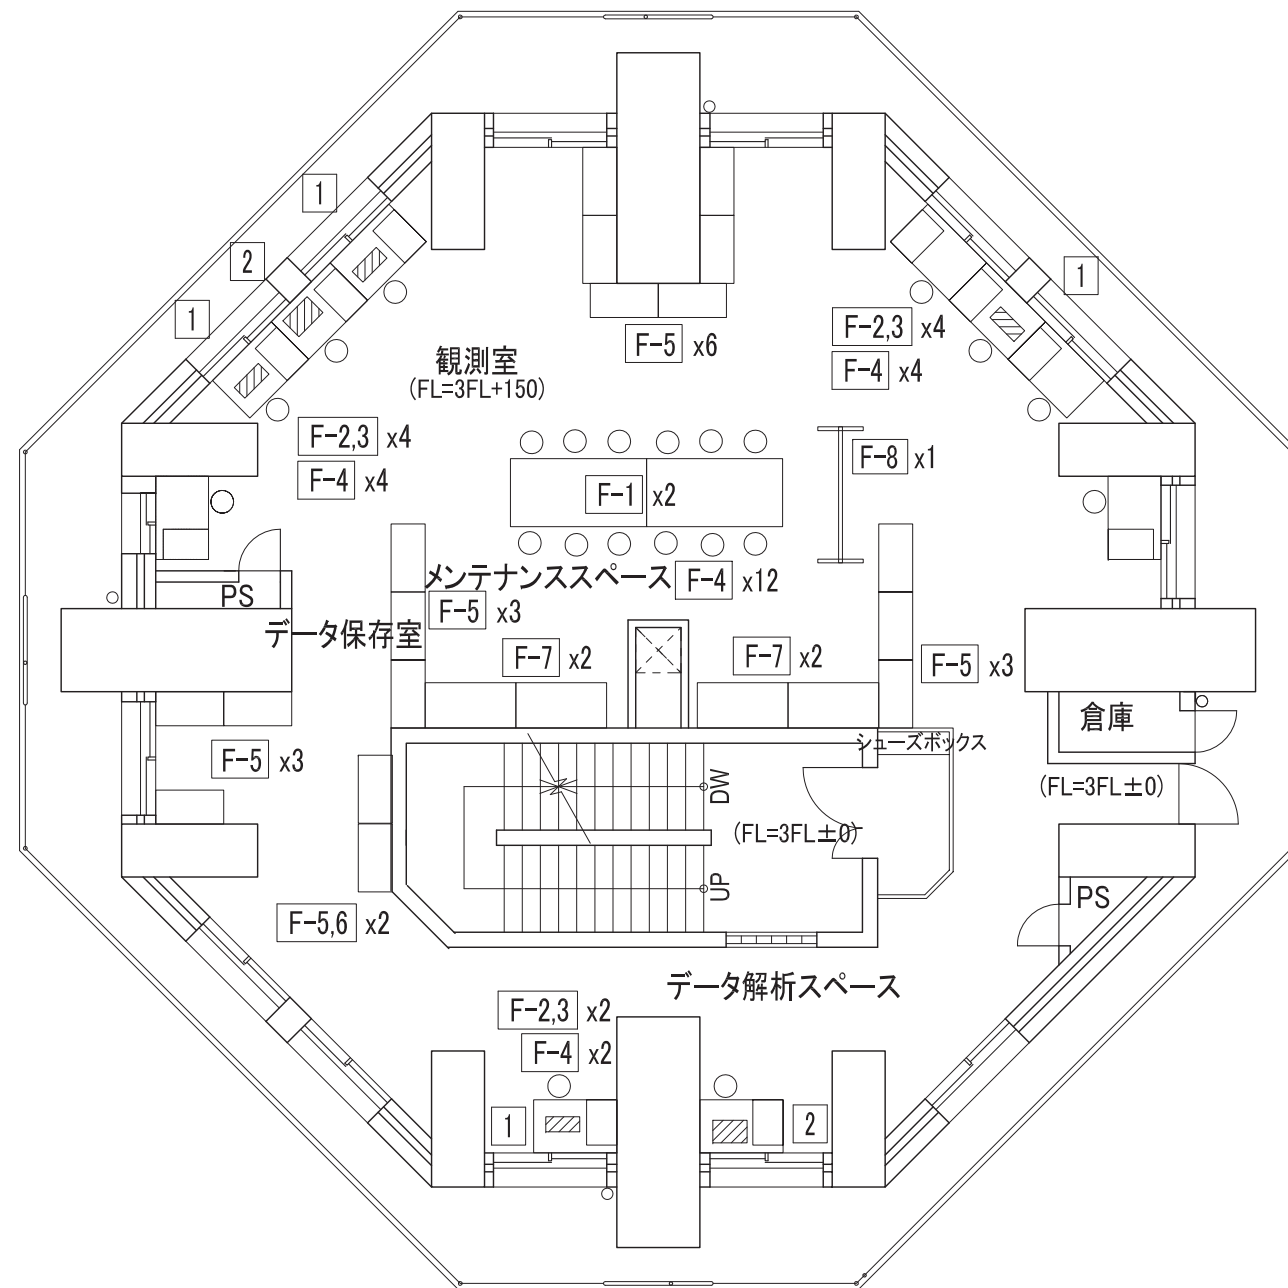 1
2
1
1
F-5 x6
観測室
(FL=3FL+150)
F-2,3 x4
F-4 x4
F-2,3 x4
F-4 x4
F-8 x1
F-1 x2
メンテナンススペース
F-4 x12
PS
データ保存室
F-5 x3
F-7 x2
F-7 x2
F-5 x3
倉庫
シューズボックス
F-5 x3
(FL=3FL±0)
DW
(FL=3FL±0)
UP
F-5,6 x2
PS
データ解析スペース
F-2,3 x2
F-4 x2
1
2